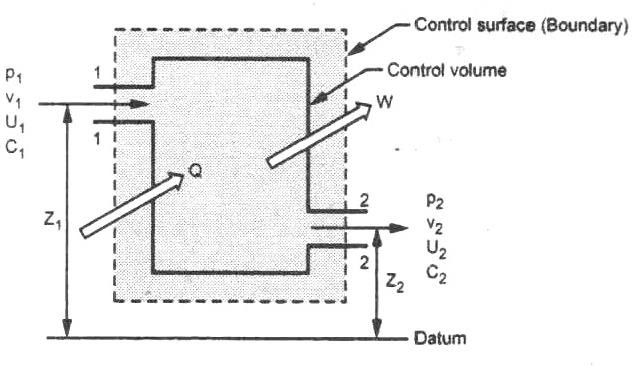 Control surface (Boundary)
Control volume
p1
v1
U1
C1
1
1
W
Q
Z1
2
2
p2
v2
U2
C2
Z2
Datum